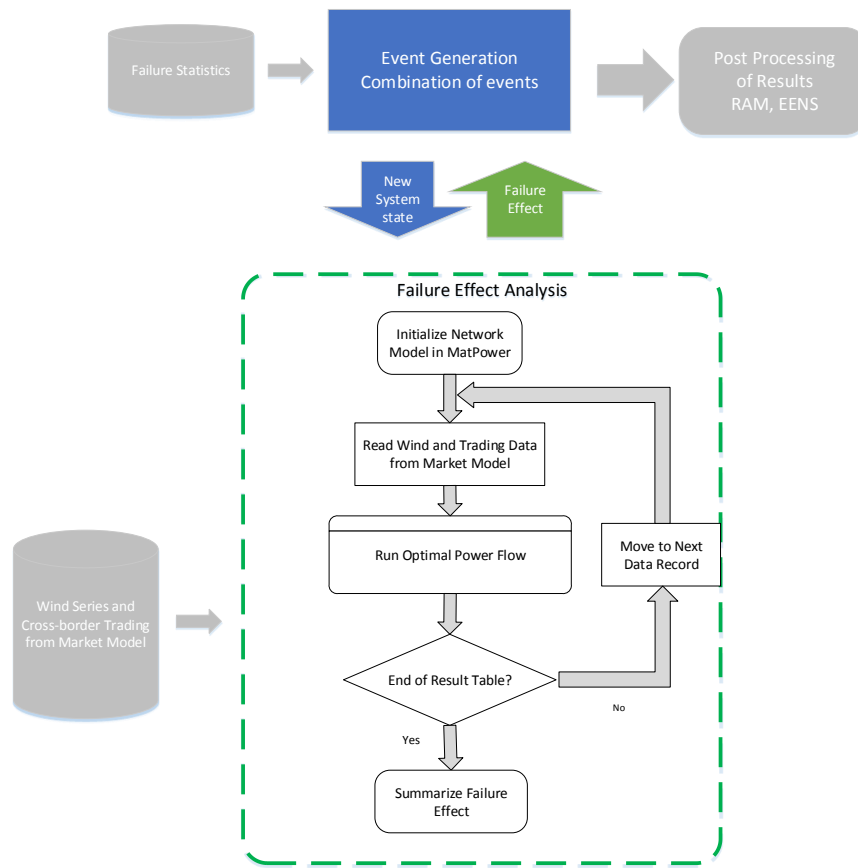 Failure Statistics
Event Generation
Combination of events
Post Processing
of Results
RAM, EENS
New
System
state
Failure
Effect
Failure Effect Analysis
Initialize Network
Model in MatPower
Read Wind and Trading Data
from Market Model
Run Optimal Power Flow
Move to Next
Data Record
Wind Series and
Cross-border Trading
from Market Model
End of Result Table?
No
Yes
Summarize Failure
Effect